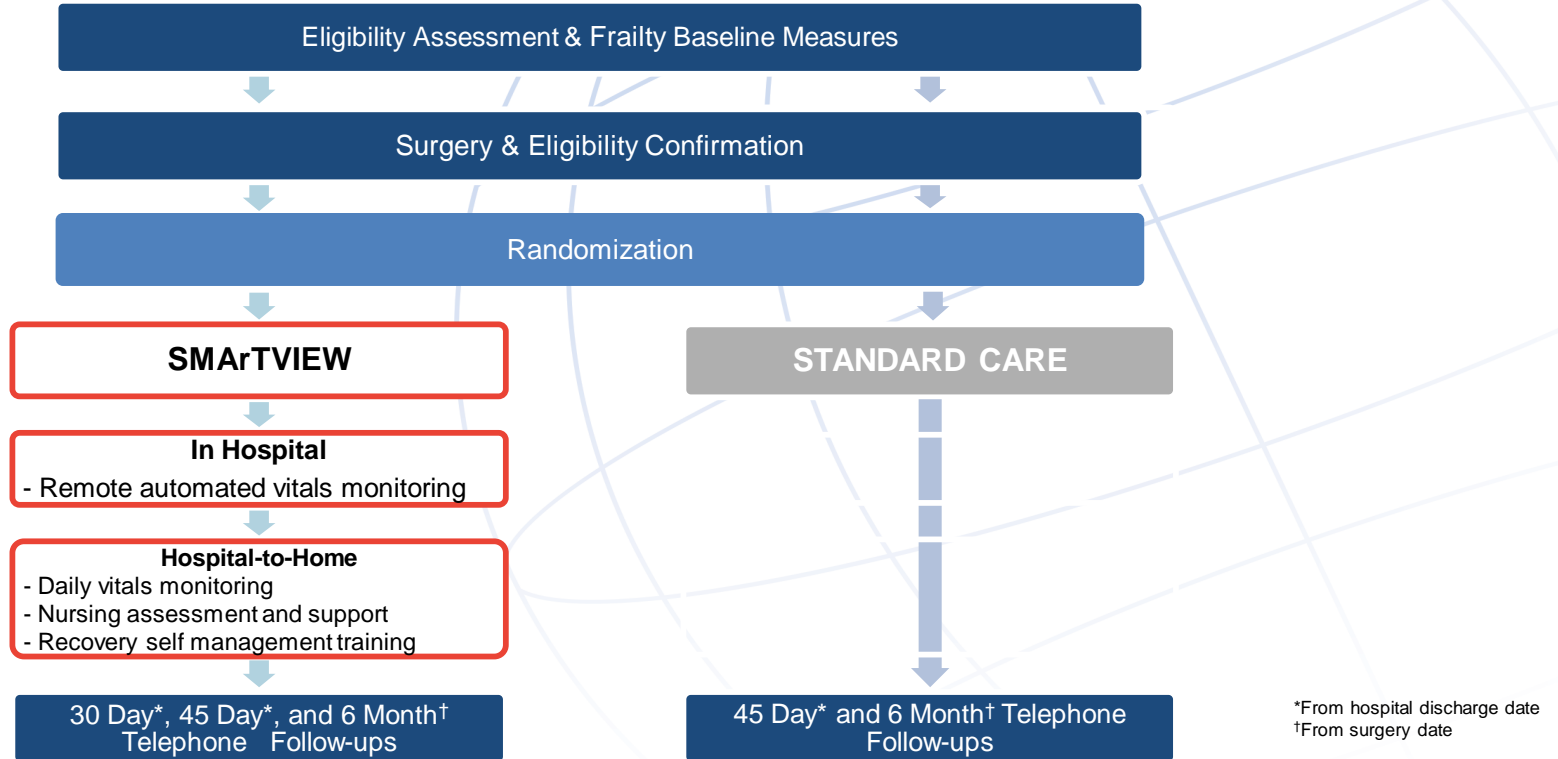 Eligibility Assessment & Frailty Baseline Measures
Surgery & Eligibility Confirmation
Randomization
SMArTVIEW
In Hospital
- Remote automated vitals monitoring
Hospital-to-Home
- Daily vitals monitoring
- Nursing assessment and support
- Recovery self management training
30 Day*, 45 Day*, and 6 Month†
Telephone Follow-ups
STANDARD CARE
45 Day* and 6 Month† Telephone
Follow-ups
*From hospital discharge date
†From surgery date